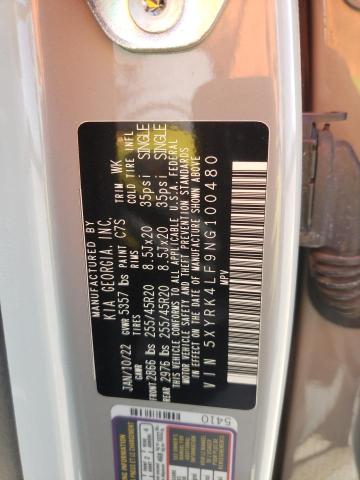 MANUFACTURED BY
KIA GEORGIA, INC.
JAN/10/22 GVWR 5357 lbs PAINT C7S TRIM WK
GAWR TIRES RIMS COLD TIRE INFL
FRONT 2866 lbs 255/45R20 8.5Jx20 35psi SINGLE
REAR 2976 lbs 255/45R20 8.5Jx20 35psi SINGLE
THIS VEHICLE CONFORMS TO ALL APPLICABLE U.S.A. FEDERAL
MOTOR VEHICLE SAFETY AND THEFT PREVENTION STANDARDS
IN EFFECT ON THE DATE OF MANUFACTURE SHOWN ABOVE
VIN 5XYRK4LF9NG100480
MPV
5410
INFORMATION